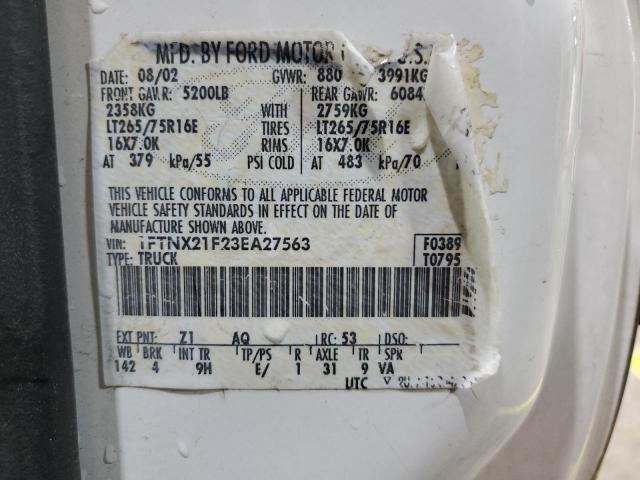 MFD. BY FORD MOTOR U.S.A
DATE: 08/02 GVWR: 880 3991KG
FRONT GAWR: 5200LB REAR GAWR: 6084
2358KG WITH 2759KG
LT265/75R16E TIRES LT265/75R16E
16X7.0K RIMS 16X7.0K
AT 379 kPa/55 PSI COLD AT 483 kPa/70
THIS VEHICLE CONFORMS TO ALL APPLICABLE FEDERAL MOTOR
VEHICLE SAFETY STANDARDS IN EFFECT ON THE DATE OF
MANUFACTURE SHOWN ABOVE.
VIN: 1FTNX21F23EA27563 F0389
TYPE: TRUCK T0795
EXT PNT: Z1 AQ RC: 53 DSO:
WB BRK INT TR TP/PS R AXLE TR SPR
142 4 9H E/ 1 31 9 VA
UTC